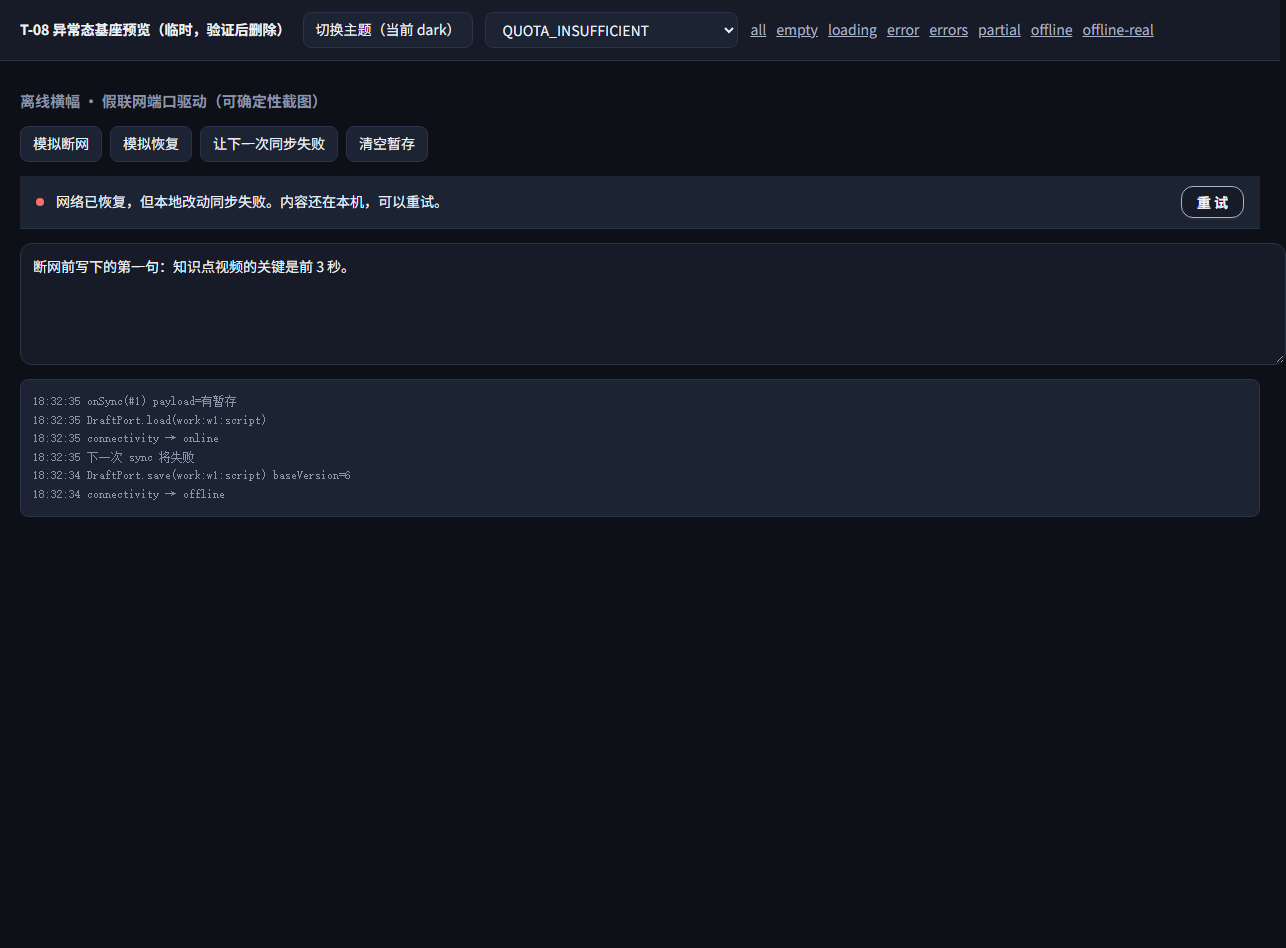 T-08 异常态基座预览（临时，验证后删除） 切换主题（当前 dark） QUOTA_INSUFFICIENT all empty loading error errors partial offline offline-real
离线横幅 · 假联网端口驱动（可确定性截图）
模拟断网 模拟恢复 让下一次同步失败 清空暂存
网络已恢复，但本地改动同步失败。内容还在本机，可以重试。 重 试
断网前写下的第一句：知识点视频的关键是前 3 秒。
18:32:35 onSync(#1) payload=有暂存
18:32:35 DraftPort.load(work:w1:script)
18:32:35 connectivity → online
18:32:35 下一次 sync 将失败
18:32:34 DraftPort.save(work:w1:script) baseVersion=6
18:32:34 connectivity → offline